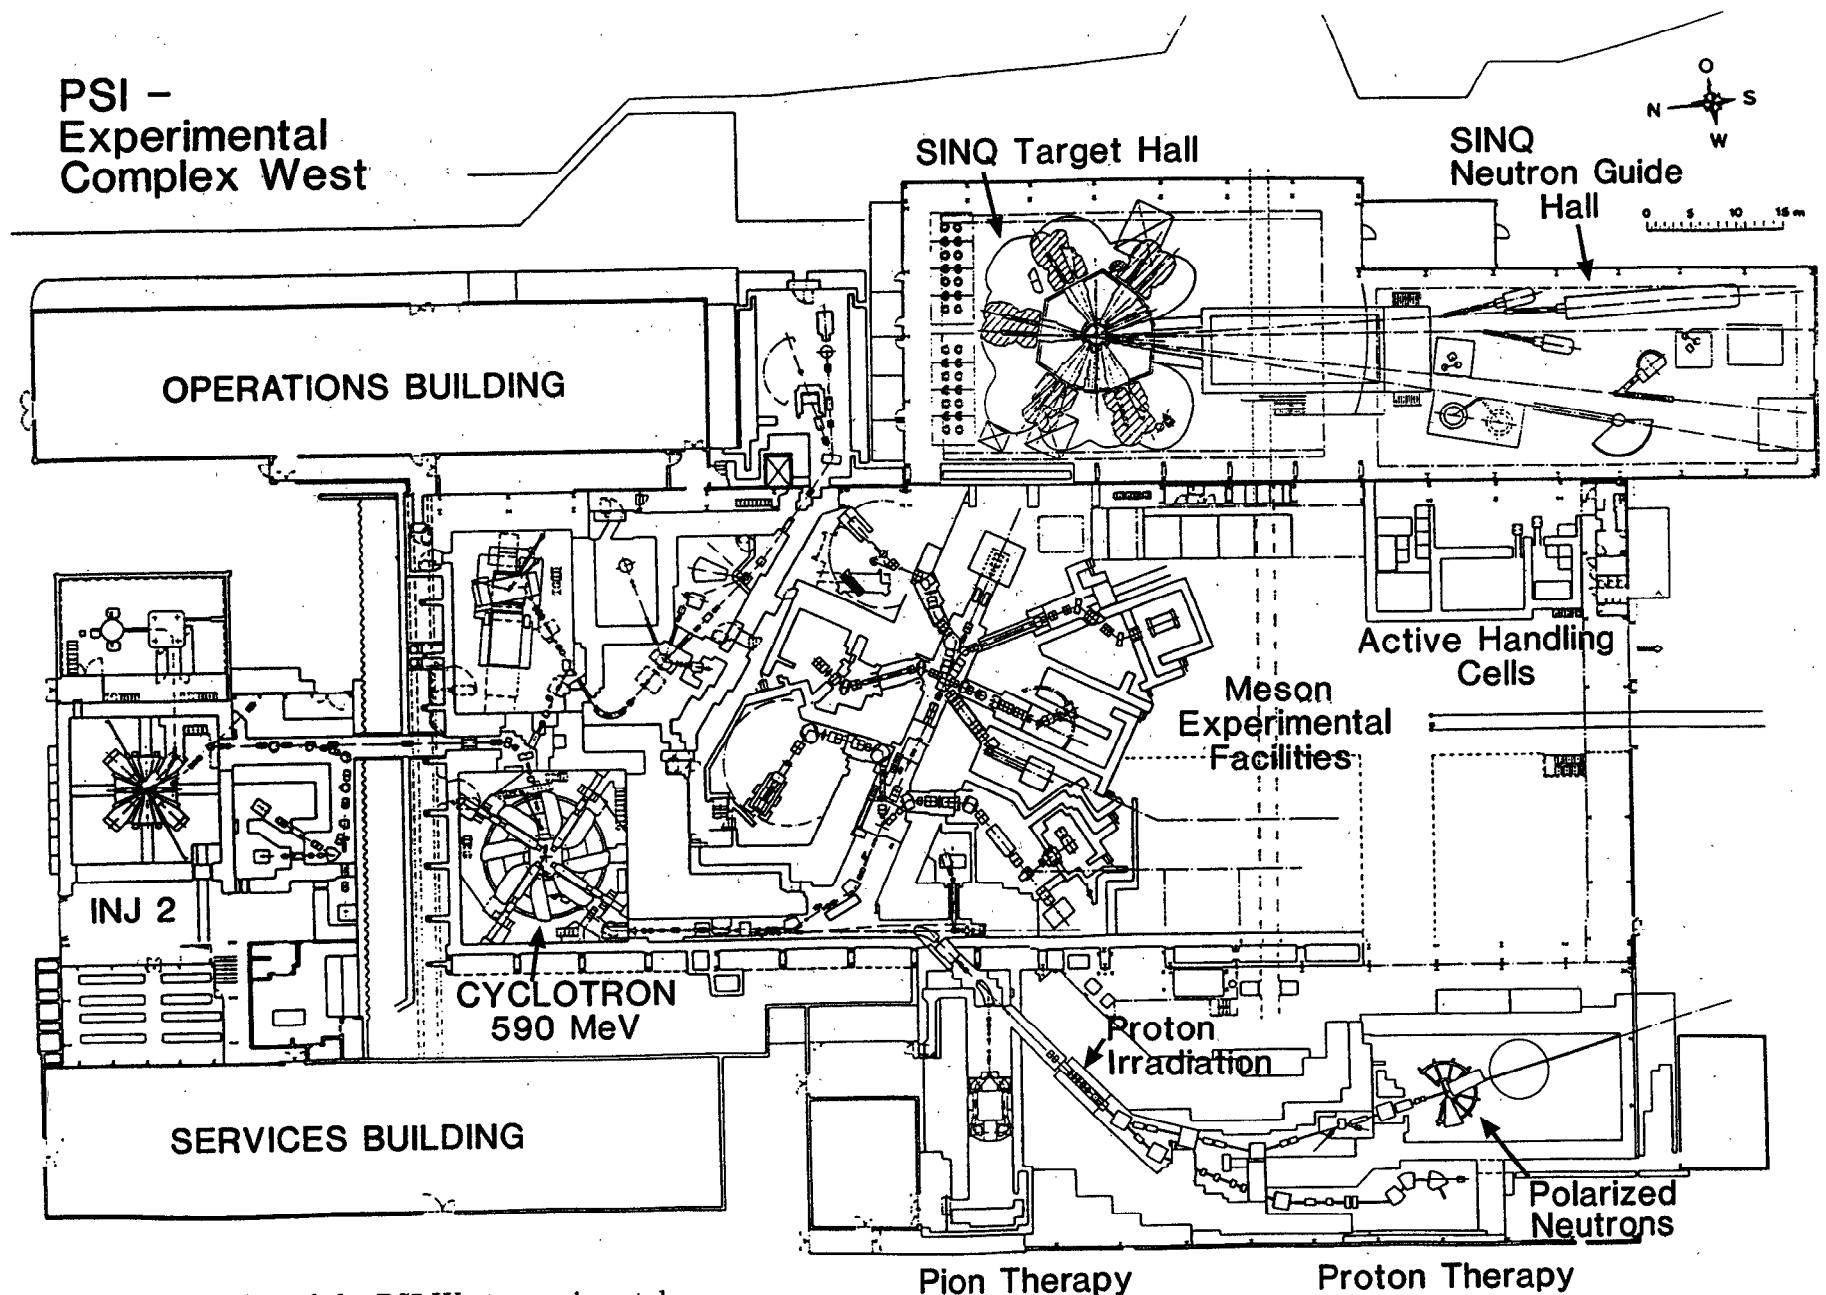 PSI –
Experimental
Complex West
O
N
S
W
SINQ Target Hall
SINQ
Neutron Guide
Hall
0 5 10 15 m
OPERATIONS BUILDING
Active Handling
Cells
Meson
Experimental
Facilities
INJ 2
CYCLOTRON
590 MeV
Proton
Irradiation
SERVICES BUILDING
Polarized
Neutrons
Pion Therapy
Proton Therapy